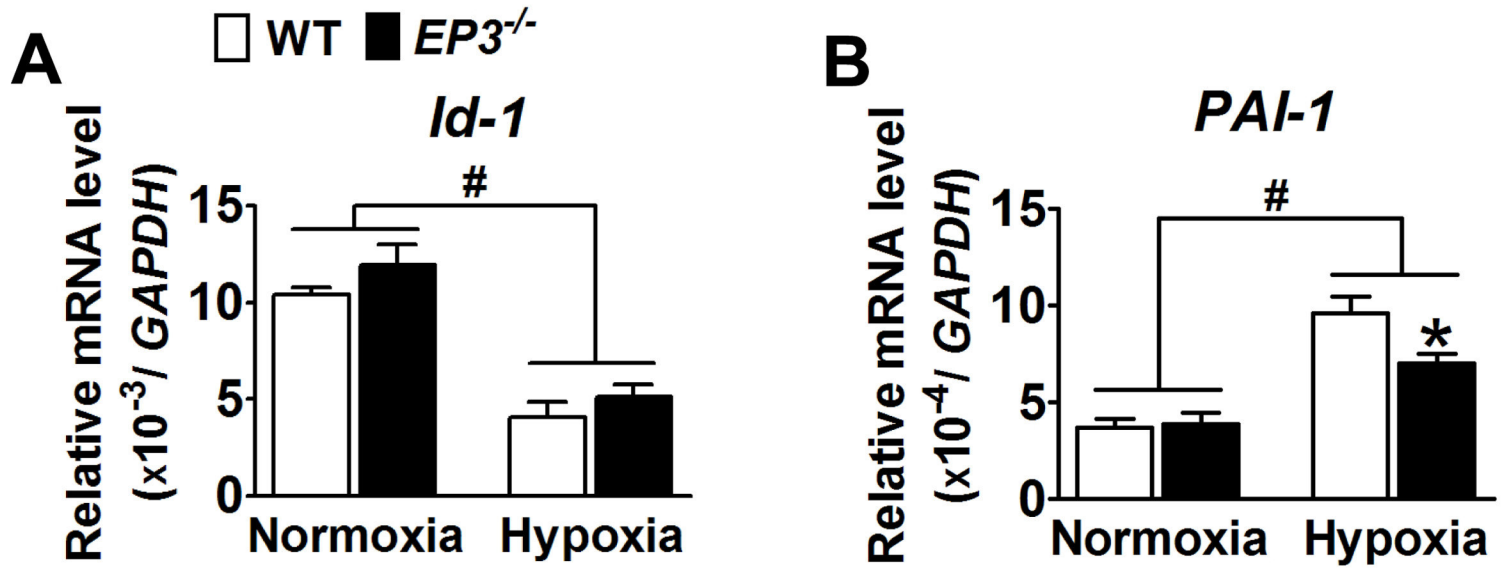 WT EP3-/-
A
Id-1
Relative mRNA level
(x10-3/ GAPDH)
15
10
5
0
#
Normoxia Hypoxia
B
PAI-1
Relative mRNA level
(x10-4/ GAPDH)
15
10
5
0
#
*
Normoxia Hypoxia